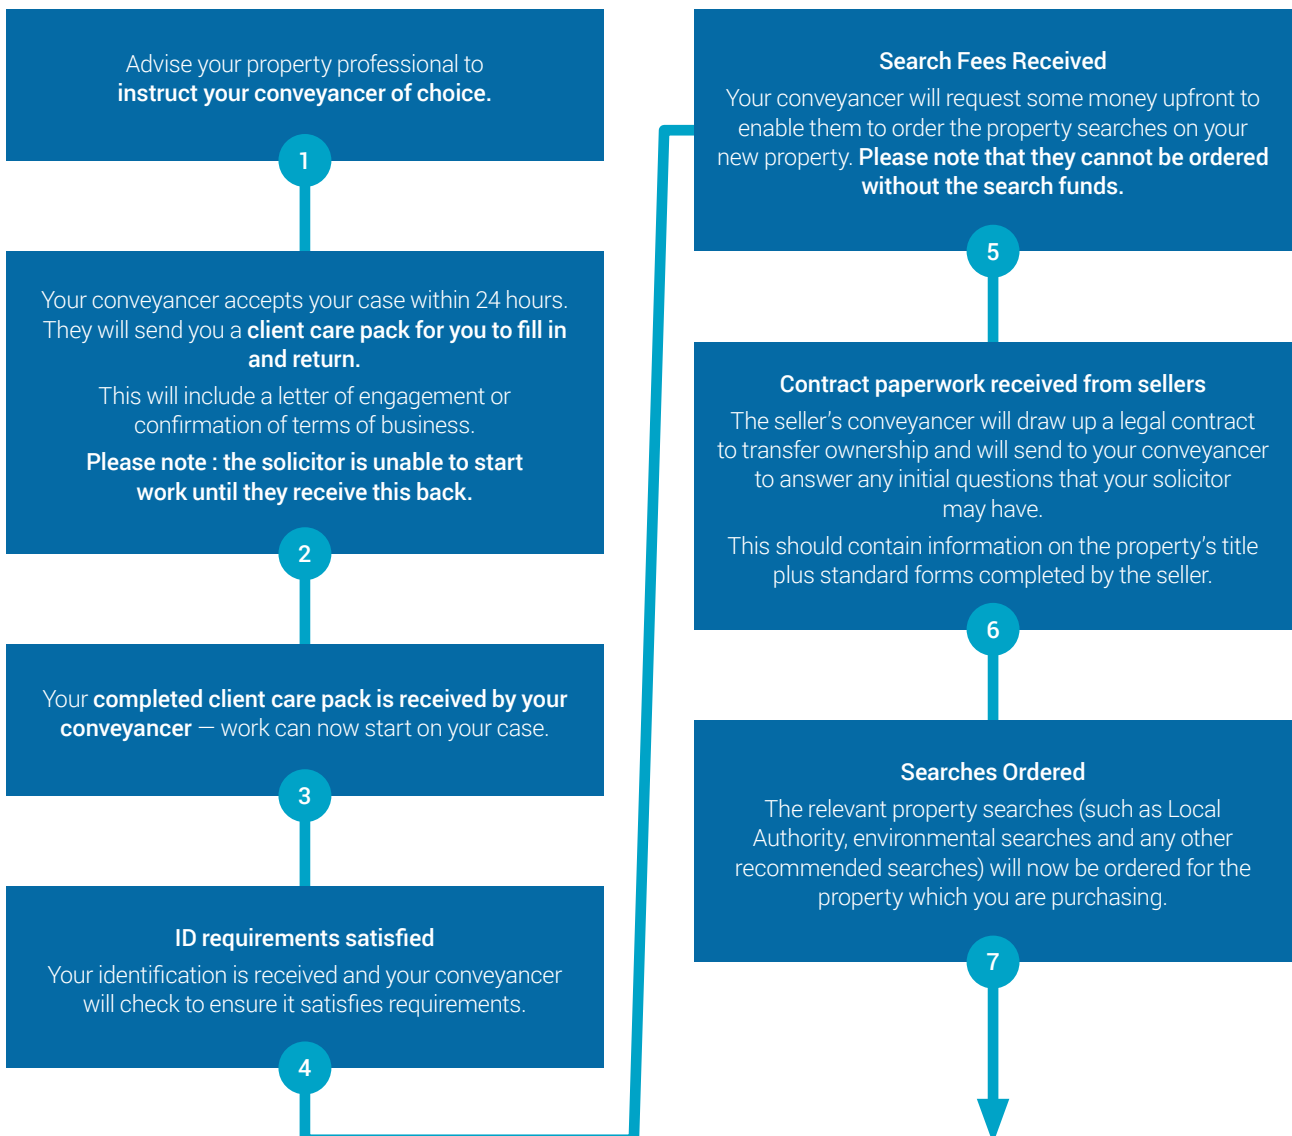 Advise your property professional to
instruct your conveyancer of choice.
1
Your conveyancer accepts your case within 24 hours.
They will send you a client care pack for you to fill in
and return.
This will include a letter of engagement or
confirmation of terms of business.
Please note : the solicitor is unable to start
work until they receive this back.
2
Your completed client care pack is received by your
conveyancer — work can now start on your case.
3
ID requirements satisfied
Your identification is received and your conveyancer
will check to ensure it satisfies requirements.
4
Search Fees Received
Your conveyancer will request some money upfront to
enable them to order the property searches on your
new property. Please note that they cannot be ordered
without the search funds.
5
Contract paperwork received from sellers
The seller’s conveyancer will draw up a legal contract
to transfer ownership and will send to your conveyancer
to answer any initial questions that your solicitor
may have.
This should contain information on the property’s title
plus standard forms completed by the seller.
6
Searches Ordered
The relevant property searches (such as Local
Authority, environmental searches and any other
recommended searches) will now be ordered for the
property which you are purchasing.
7